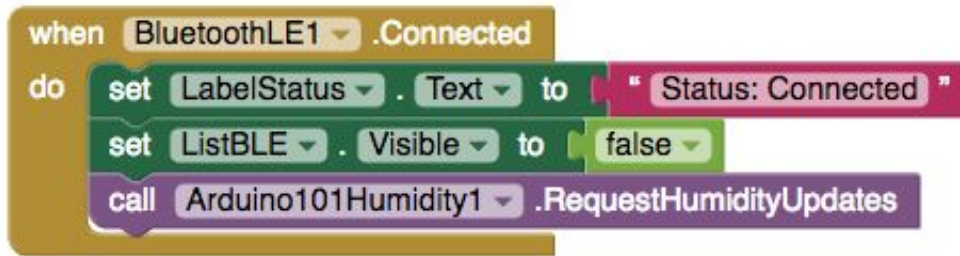 when BluetoothLE1 .Connected
do set LabelStatus . Text to " Status: Connected "
set ListBLE . Visible to false
call Arduino101Humidity1 .RequestHumidityUpdates